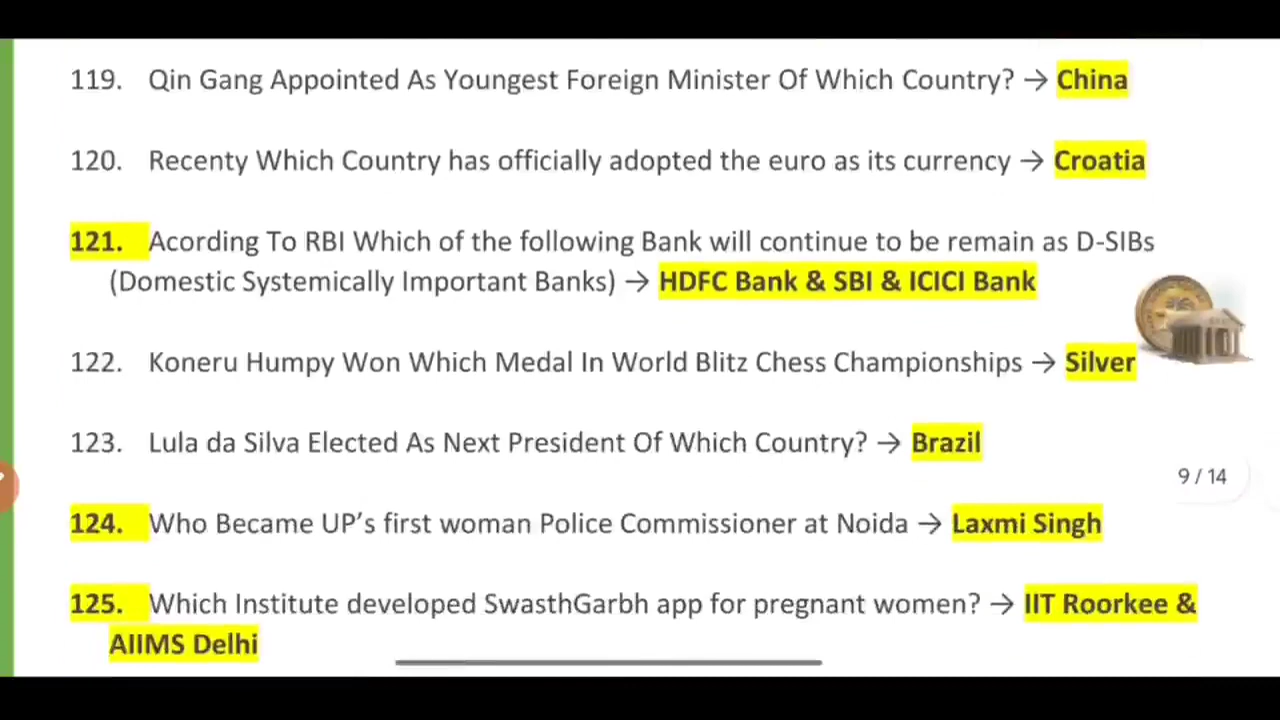 119. Qin Gang Appointed As Youngest Foreign Minister Of Which Country? → China
120. Recenty Which Country has officially adopted the euro as its currency → Croatia
121. Acording To RBI Which of the following Bank will continue to be remain as D-SIBs
(Domestic Systemically Important Banks) → HDFC Bank & SBI & ICICI Bank
122. Koneru Humpy Won Which Medal In World Blitz Chess Championships → Silver
123. Lula da Silva Elected As Next President Of Which Country? → Brazil
9 / 14
124. Who Became UP’s first woman Police Commissioner at Noida → Laxmi Singh
125. Which Institute developed SwasthGarbh app for pregnant women? → IIT Roorkee &
AIIMS Delhi